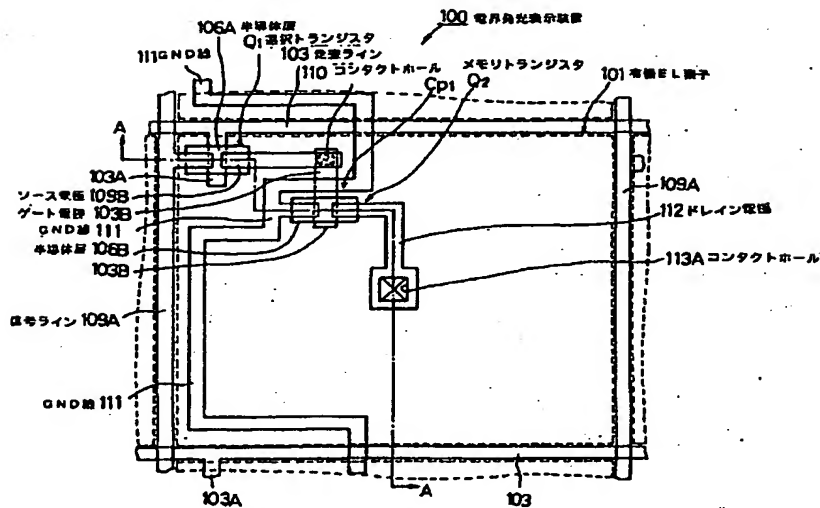 100 電界発光表示装置
106A 半導体層
Q1 選択トランジスタ
103 走査ライン
111 GND線
110 コンタクトホール
メモリトランジスタ
Cp1
Q2
101 有機EL素子
A
103A
ソース電極 109B
ゲート電極 103B
GND線 111
半導体層 106B
103B
109A
112 ドレイン電極
113A コンタクトホール
信号ライン 109A
GND線 111
A
103A
103